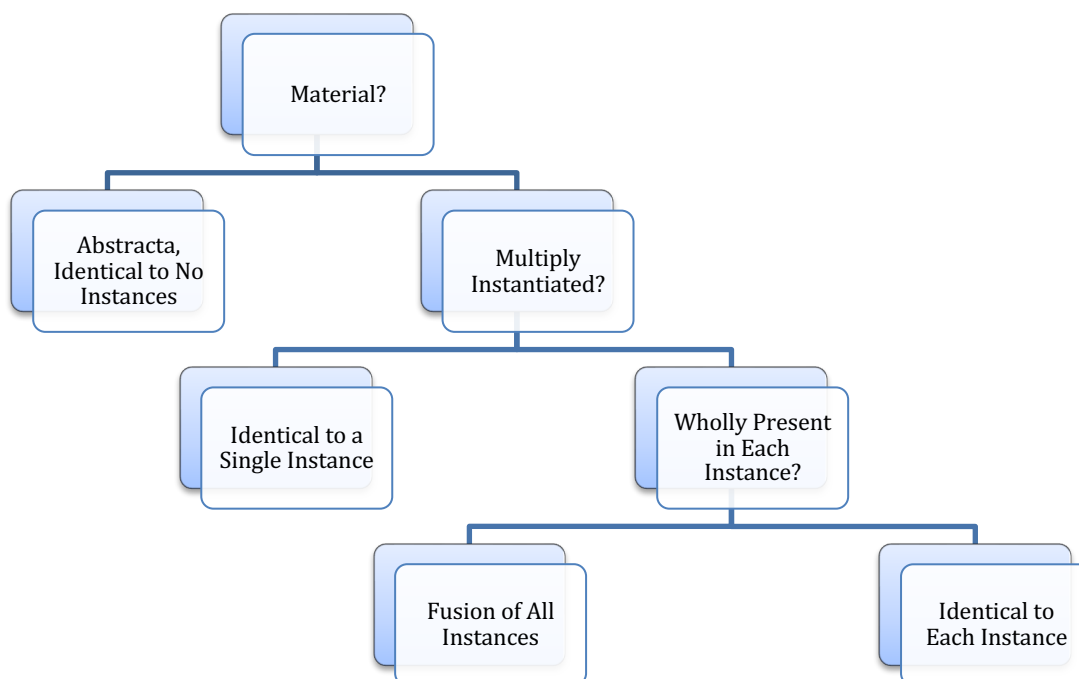 Material?
Abstracta,
Identical to No
Instances
Multiply
Instantiated?
Identical to a
Single Instance
Wholly Present
in Each
Instance?
Fusion of All
Instances
Identical to
Each Instance